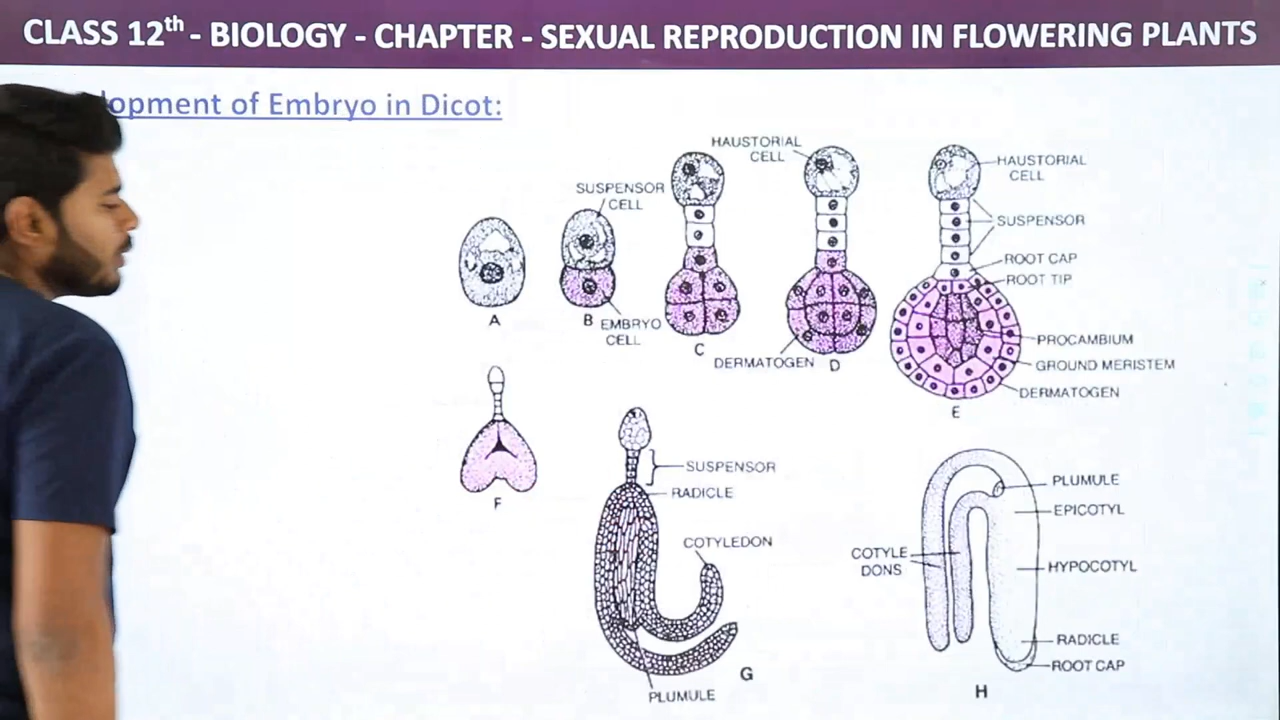 CLASS 12th - BIOLOGY - CHAPTER - SEXUAL REPRODUCTION IN FLOWERING PLANTS
of Embryo in Dicot:
HAUSTORIAL
CELL
SUSPENSOR
CELL
HAUSTORIAL
CELL
SUSPENSOR
ROOT CAP
ROOT TIP
A
B
EMBRYO
CELL
C
DERMATOGEN
D
PROCAMBIUM
GROUND MERISTEM
DERMATOGEN
E
F
SUSPENSOR
RADICLE
COTYLEDON
G
PLUMULE
PLUMULE
EPICOTYL
COTYLE
DONS
HYPOCOTYL
RADICLE
ROOT CAP
H